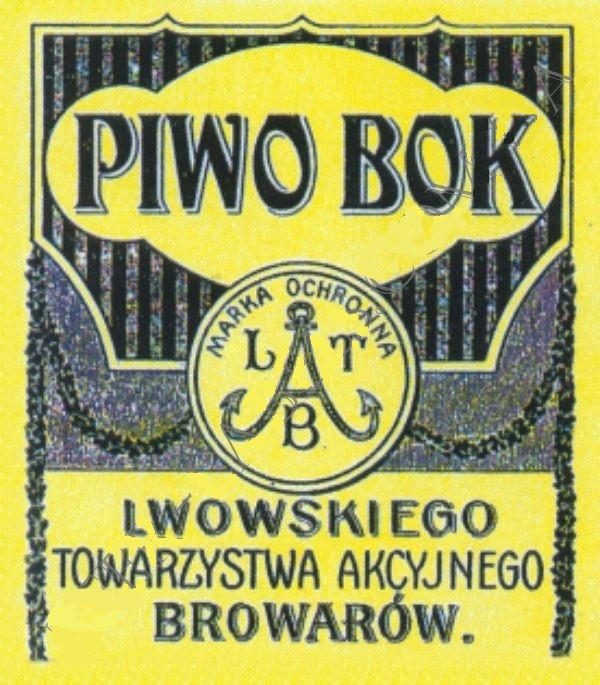 PIWO BOK
MARKA OCHRONNA
L A T
B
LWOWSKIEGO
TOWARZYSTWA AKCYJNEGO
BROWARÓW.